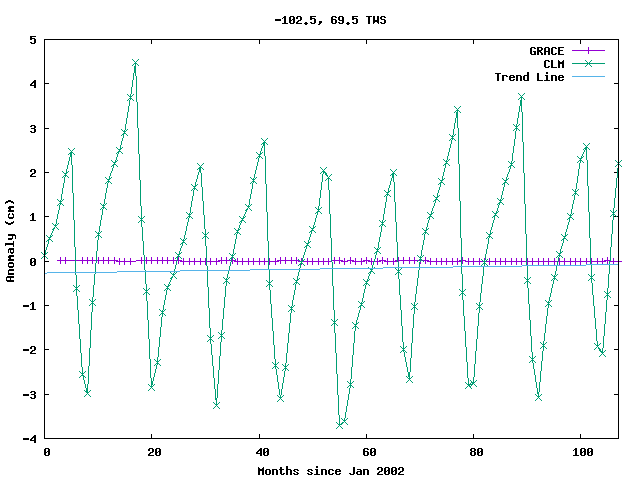 -102.5, 69.5 TWS
GRACE
CLM
Trend Line
5
4
3
2
1
0
-1
-2
-3
-4
Anomaly (cm)
0 20 40 60 80 100
Months since Jan 2002